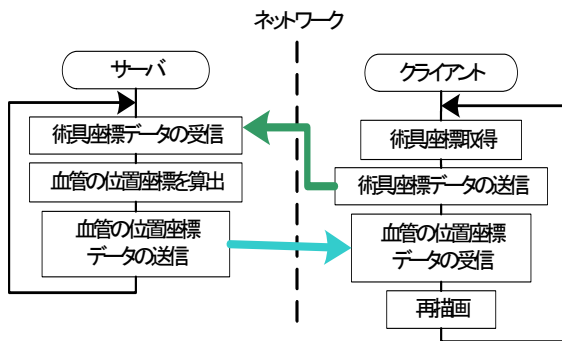 ネットワーク
サーバ
術具座標データの受信
血管の位置座標を算出
血管の位置座標
データの送信
クライアント
術具座標取得
術具座標データの送信
血管の位置座標
データの受信
再描画